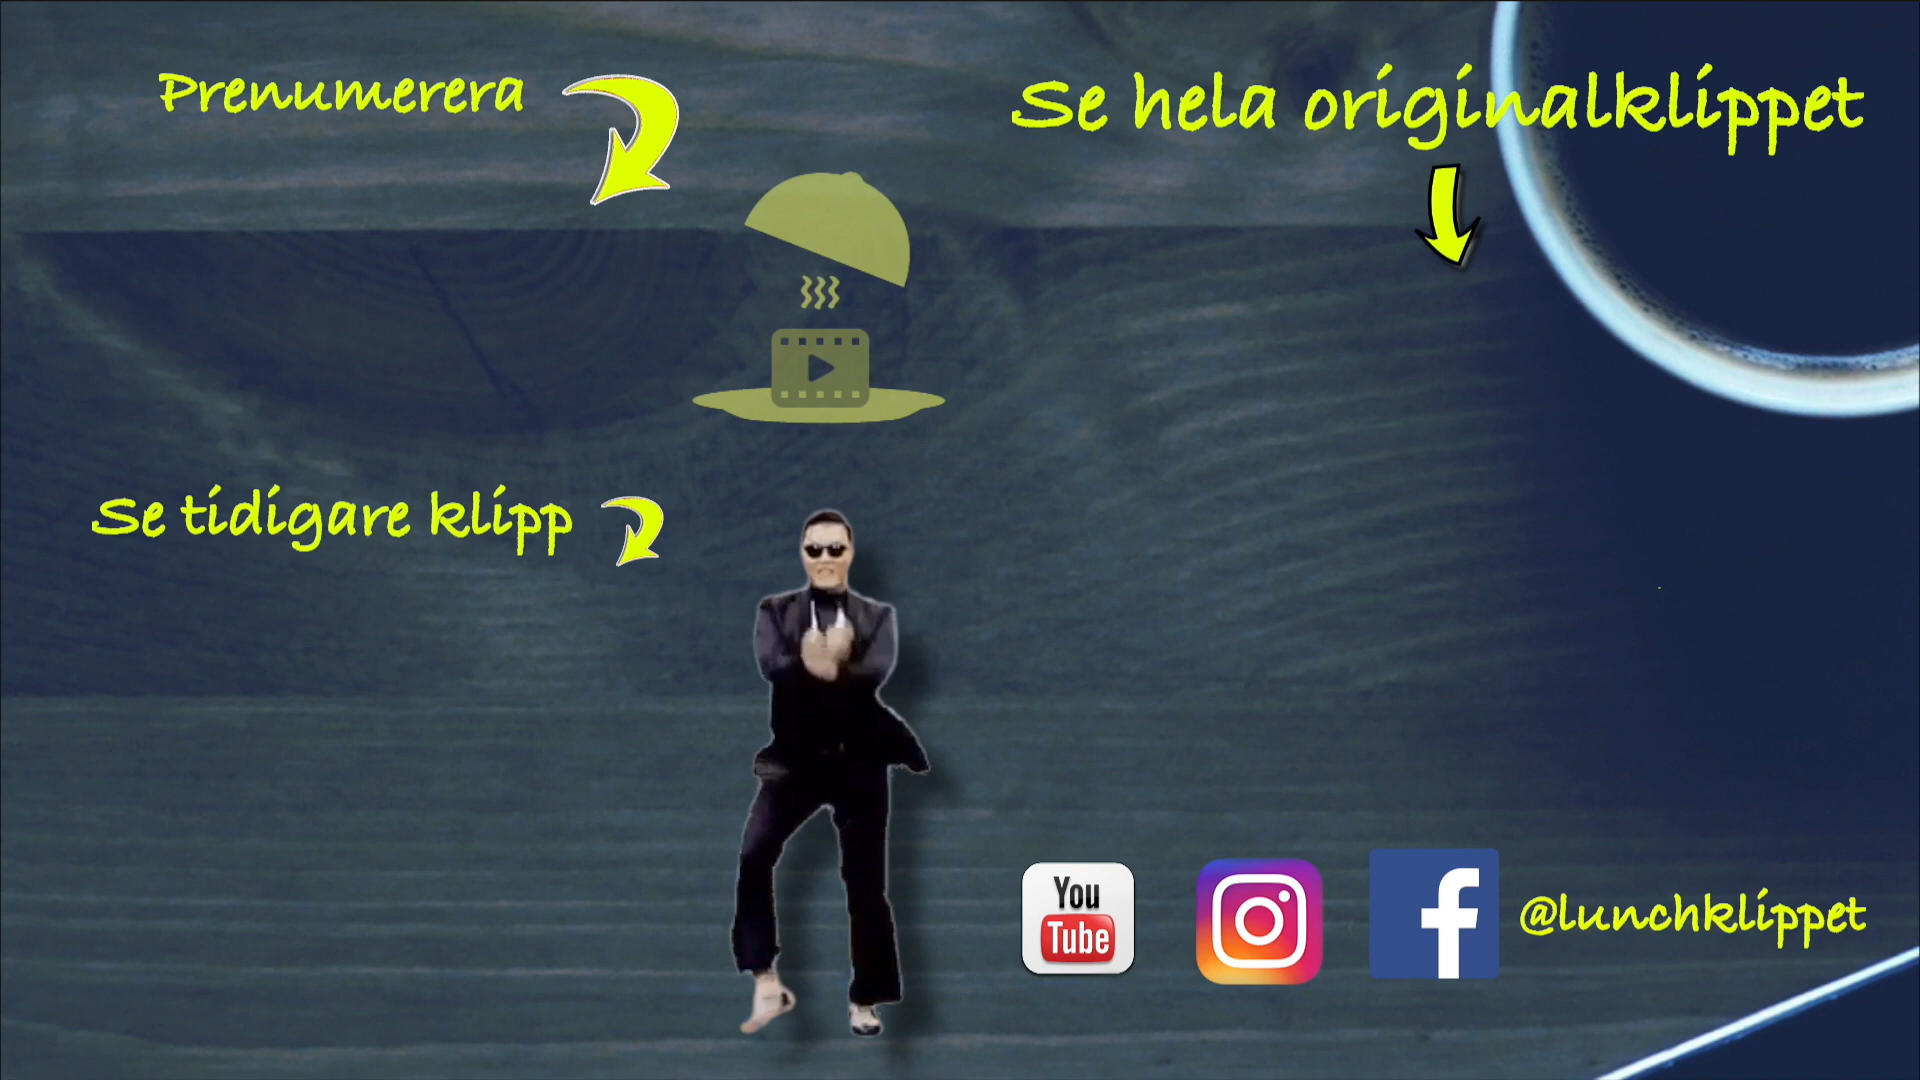 Prenumerera
Se hela originalklippet
Se tidigare klipp
You
Tube
@lunchklippet